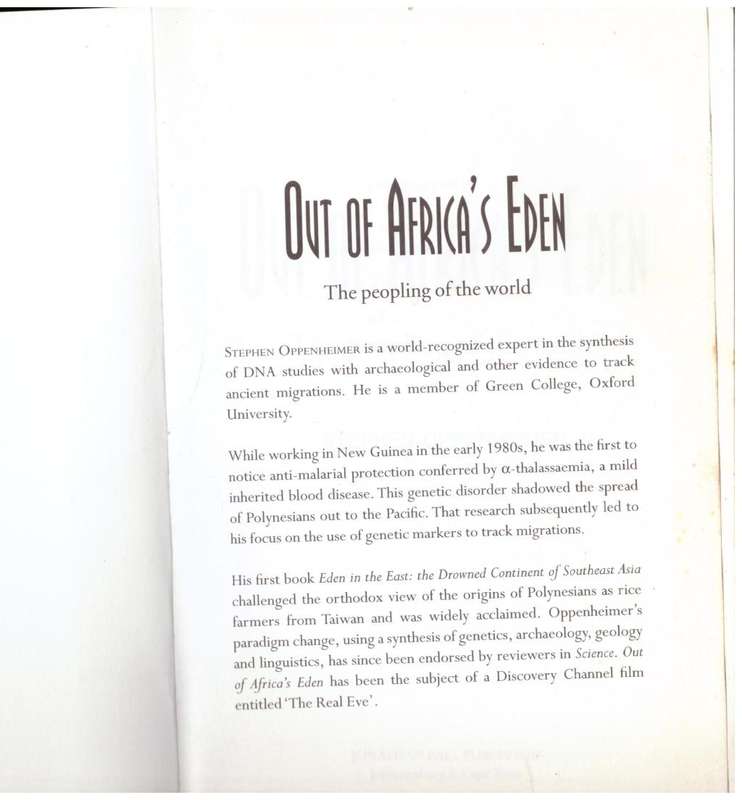 OUT OF AFRICA'S EDEN
The peopling of the world
STEPHEN OPPENHEIMER is a world-recognized expert in the synthesis
of DNA studies with archaeological and other evidence to track
ancient migrations. He is a member of Green College, Oxford
University.
While working in New Guinea in the early 1980s, he was the first to
notice anti-malarial protection conferred by α-thalassaemia, a mild
inherited blood disease. This genetic disorder shadowed the spread
of Polynesians out to the Pacific. That research subsequently led to
his focus on the use of genetic markers to track migrations.
His first book Eden in the East: the Drowned Continent of Southeast Asia
challenged the orthodox view of the origins of Polynesians as rice
farmers from Taiwan and was widely acclaimed. Oppenheimer's
paradigm change, using a synthesis of genetics, archaeology, geology
and linguistics, has since been endorsed by reviewers in Science. Out
of Africa's Eden has been the subject of a Discovery Channel film
entitled 'The Real Eve'.